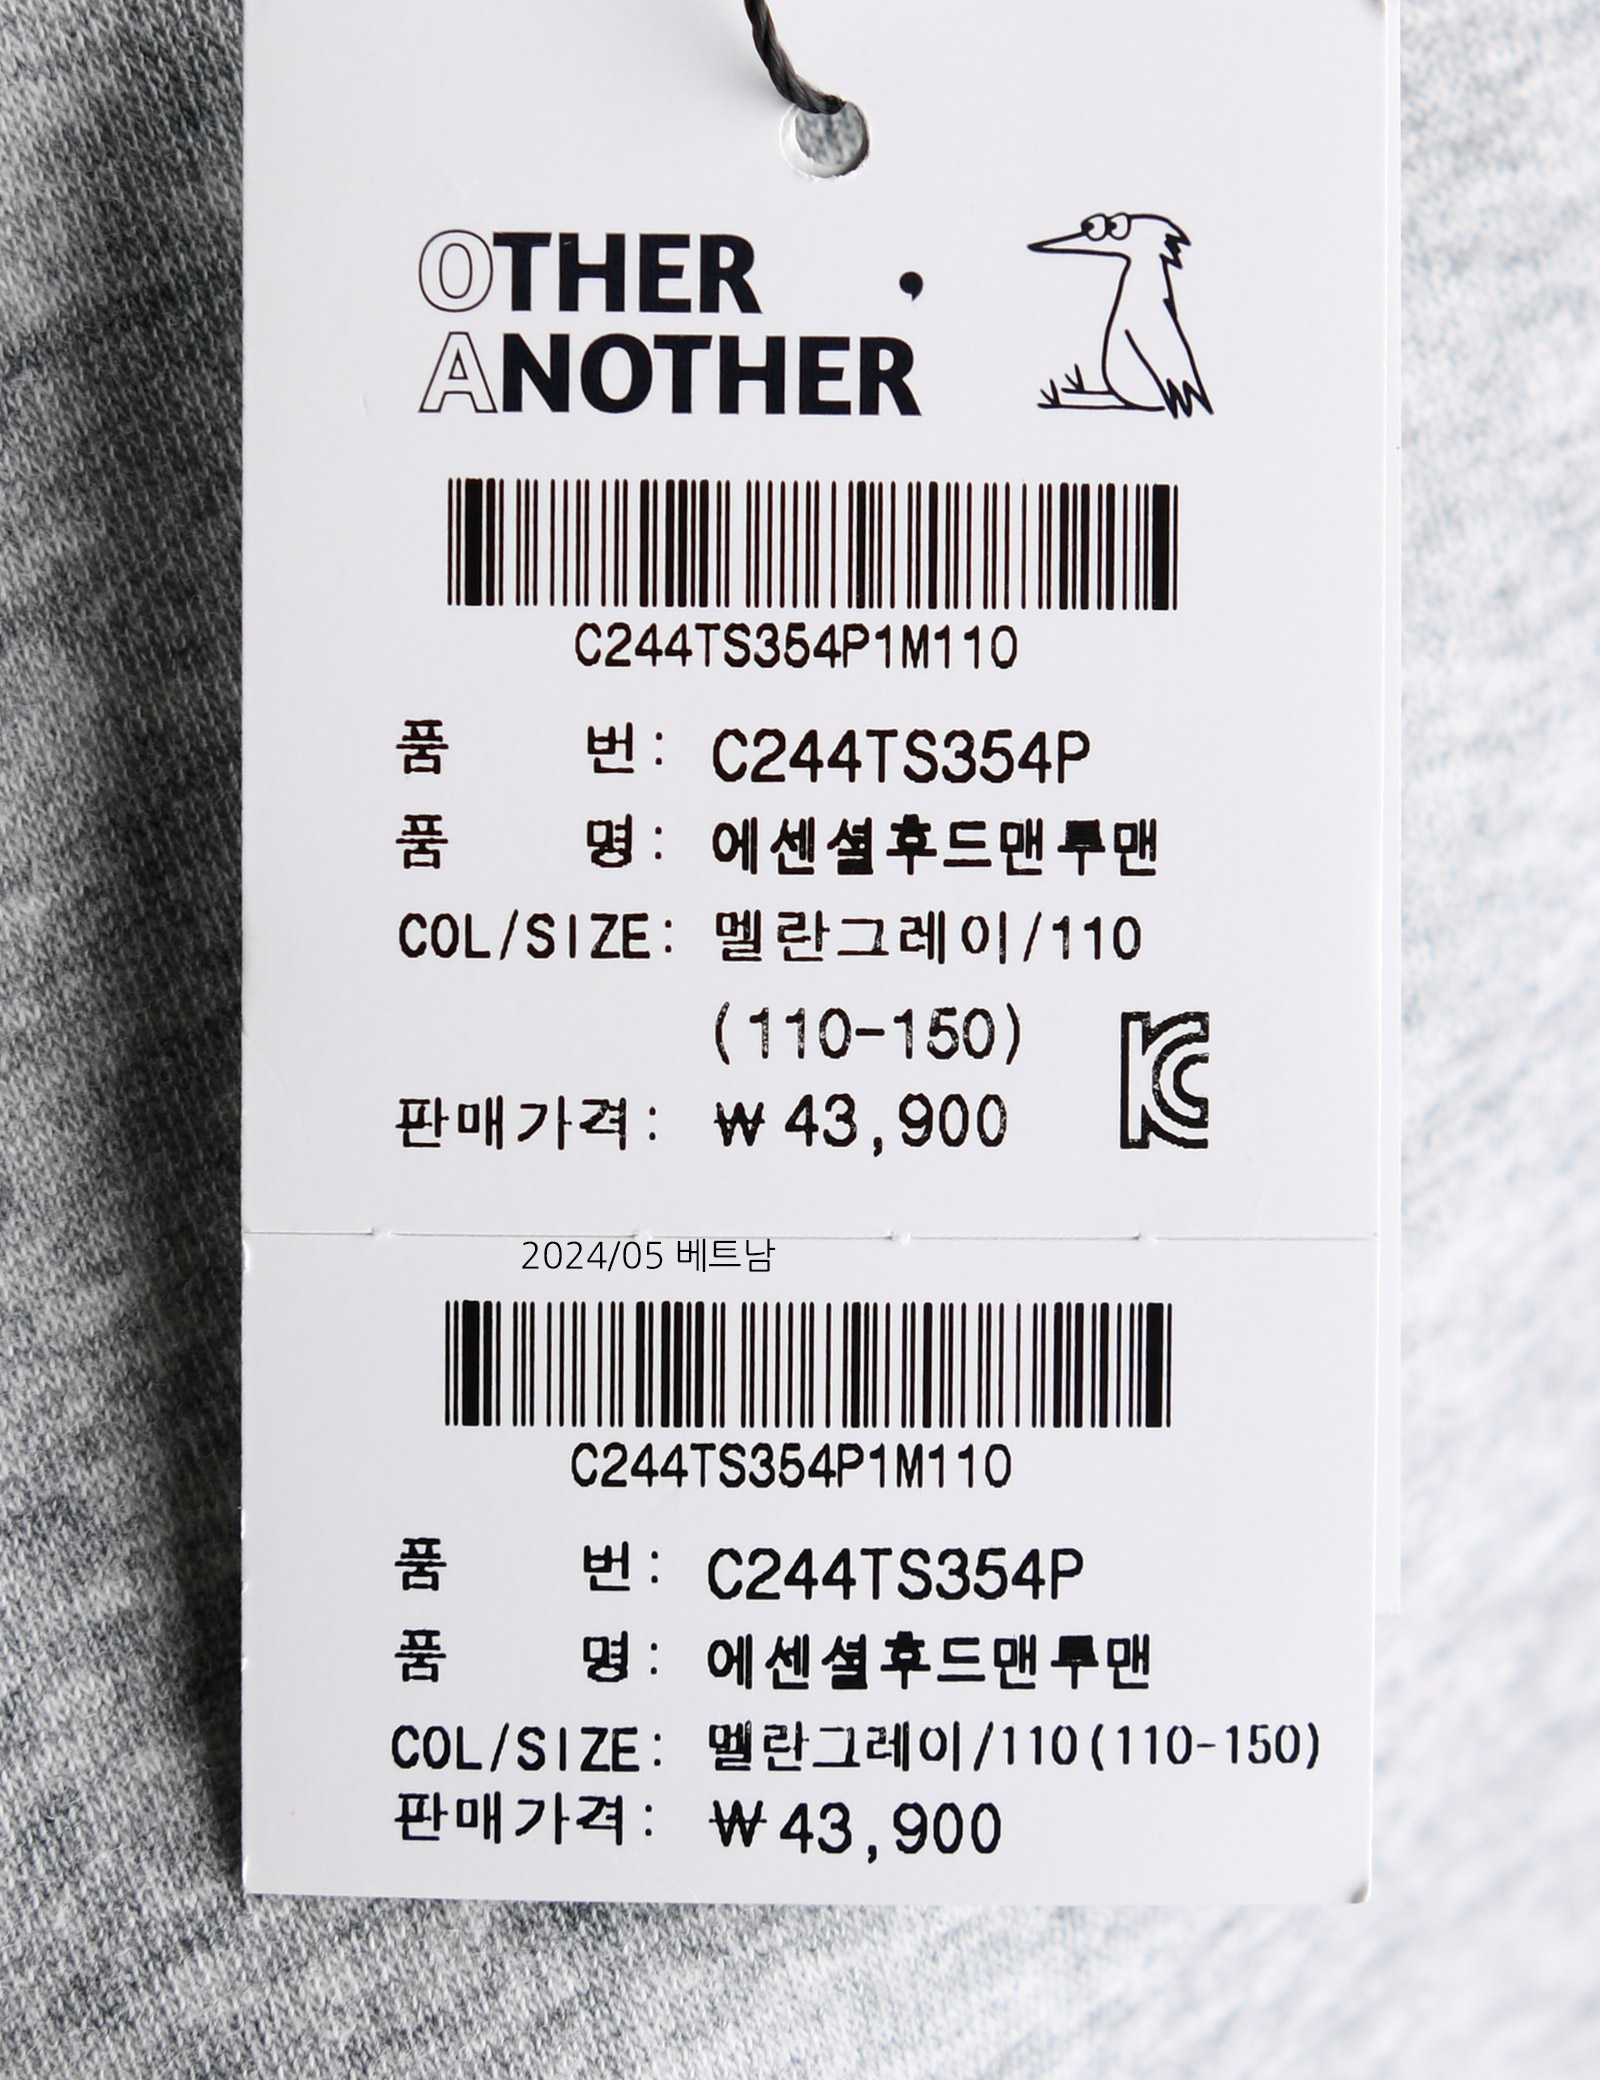 OTHER
ANOTHER
C244TS354P1M110
품 번: C244TS354P
품 명: 에센셜후드맨투맨
COL/SIZE: 멜란그레이/110
(110-150)
판매가격: ₩43,900
2024/05 베트남
C244TS354P1M110
품 번: C244TS354P
품 명: 에센셜후드맨투맨
COL/SIZE: 멜란그레이/110(110-150)
판매가격: ₩43,900